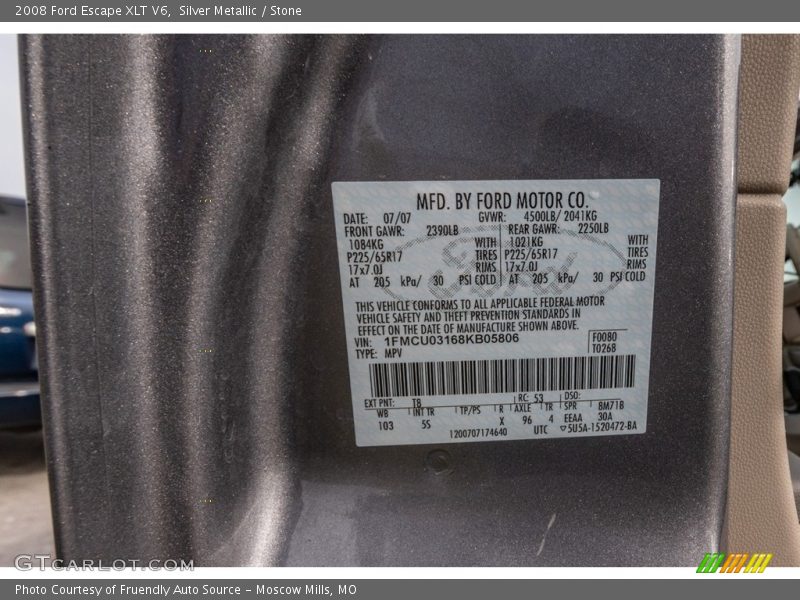 2008 Ford Escape XLT V6, Silver Metallic / Stone
MFD. BY FORD MOTOR CO.
DATE: 07/07 GVWR: 4500LB/ 2041KG
FRONT GAWR: 2390LB REAR GAWR: 2250LB
1084KG WITH 1021KG WITH
P225/65R17 TIRES P225/65R17 TIRES
17x7.0J RIMS 17x7.0J RIMS
AT 205 kPa/ 30 PSI COLD AT 205 kPa/ 30 PSI COLD
Ford
THIS VEHICLE CONFORMS TO ALL APPLICABLE FEDERAL MOTOR
VEHICLE SAFETY AND THEFT PREVENTION STANDARDS IN
EFFECT ON THE DATE OF MANUFACTURE SHOWN ABOVE.
VIN: 1FMCU03168KB05806 F0080
TYPE: MPV T0268
EXT PNT: T8 RC: 53 DSO:
WB INT TR TP/PS R AXLE TR SPR 8M71B
103 5S X 96 4 EEAA 30A
1200707174640 UTC ▽5U5A-1520472-BA
GTCARLOT.COM
Photo Courtesy of Fruendly Auto Source – Moscow Mills, MO